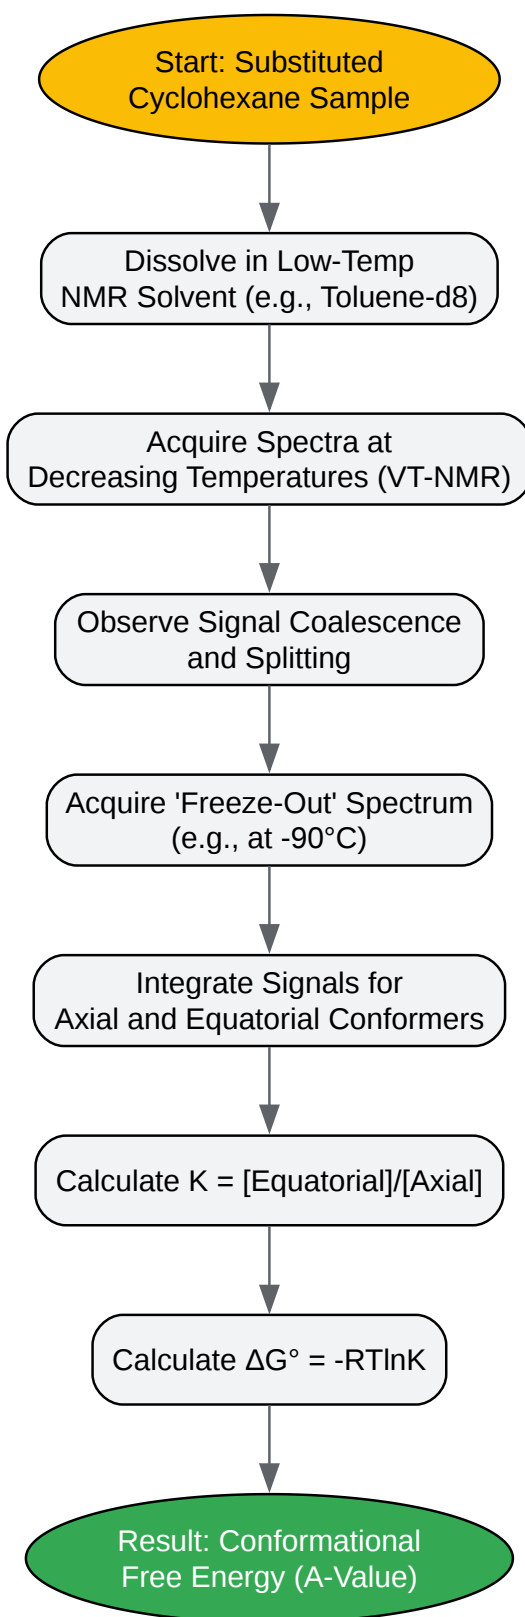 Start: Substituted
Cyclohexane Sample
Dissolve in Low-Temp
NMR Solvent (e.g., Toluene-d8)
Acquire Spectra at
Decreasing Temperatures (VT-NMR)
Observe Signal Coalescence
and Splitting
Acquire 'Freeze-Out' Spectrum
(e.g., at -90°C)
Integrate Signals for
Axial and Equatorial Conformers
Calculate K = [Equatorial]/[Axial]
Calculate ΔG° = -RTlnK
Result: Conformational
Free Energy (A-Value)